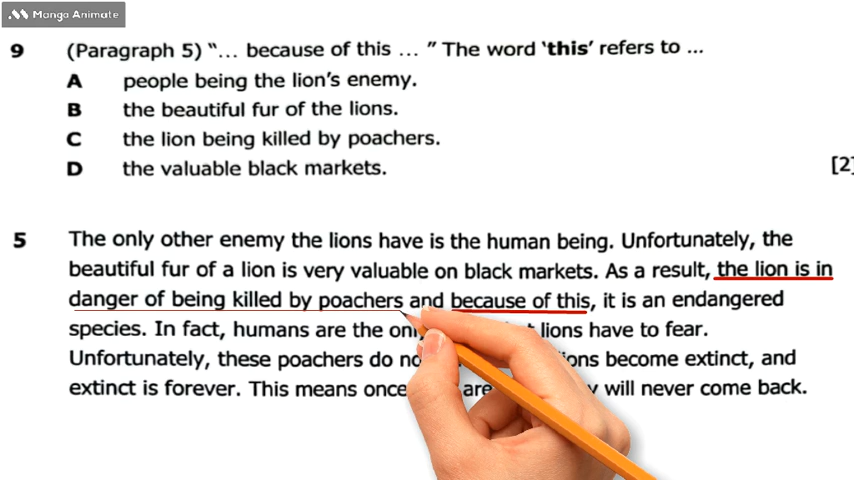 Manga Animate
9 (Paragraph 5) "... because of this ... " The word 'this' refers to ...
A people being the lion's enemy.
B the beautiful fur of the lions.
C the lion being killed by poachers.
D the valuable black markets.
[2]
5 The only other enemy the lions have is the human being. Unfortunately, the
beautiful fur of a lion is very valuable on black markets. As a result, the lion is in
danger of being killed by poachers and because of this, it is an endangered
species. In fact, humans are the lions have to fear.
Unfortunately, these poachers do become extinct, and
extinct is forever. This means once will never come back.